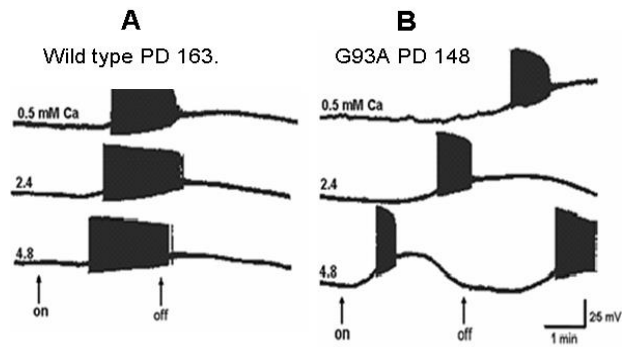 A
Wild type PD 163.
0.5 mM Ca
2.4
4.8
on
off
B
G93A PD 148
0.5 mM Ca
2.4
4.8
on
off
25 mV
1 min